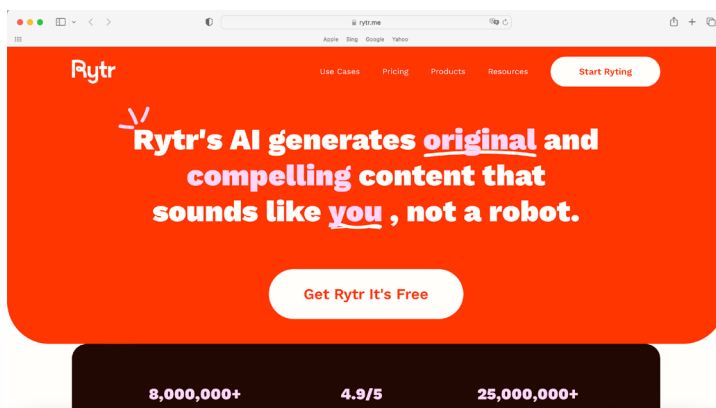 rytr.me
Apple Bing Google Yahoo
Rytr
Use Cases Pricing Products Resources Start Ryting
Rytr's AI generates original and
compelling content that
sounds like you , not a robot.
Get Rytr It's Free
8,000,000+ 4.9/5 25,000,000+